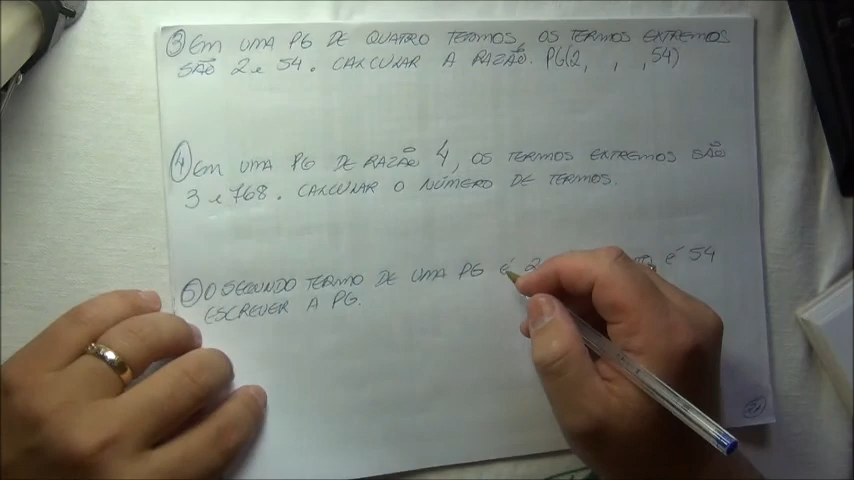 ③ EM UMA PG DE QUATRO TERMOS, OS TERMOS EXTREMOS
SÃO 2 e 54. CALCULAR A RAZÃO. PG(2, , , 54)
④ EM UMA PG DE RAZÃO 4, OS TERMOS EXTREMOS SÃO
3 e 768. CALCULAR O NÚMERO DE TERMOS.
⑤ O SEGUNDO TERMO DE UMA PG É 2 É 54
ESCREVER A PG.